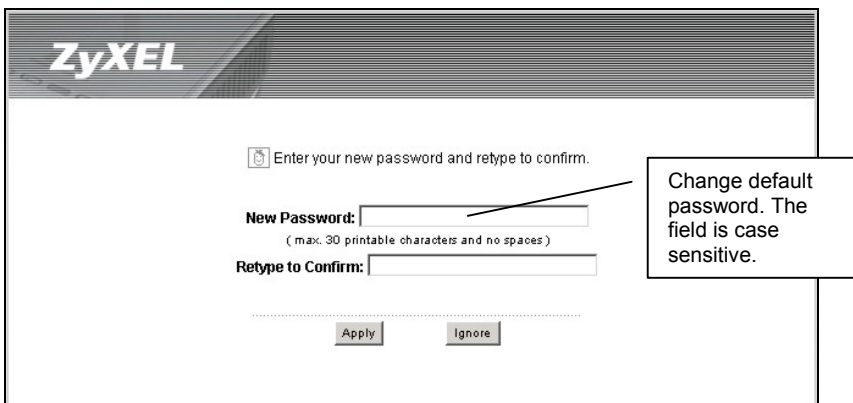 ZyXEL
Enter your new password and retype to confirm.
New Password:
( max. 30 printable characters and no spaces )
Retype to Confirm:
Apply
Ignore
Change default
password. The
field is case
sensitive.